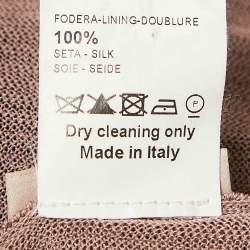 FODERA-LINING-DOUBLURE
100%
SETA - SILK
SOIE - SEIDE
P
Dry cleaning only
Made in Italy